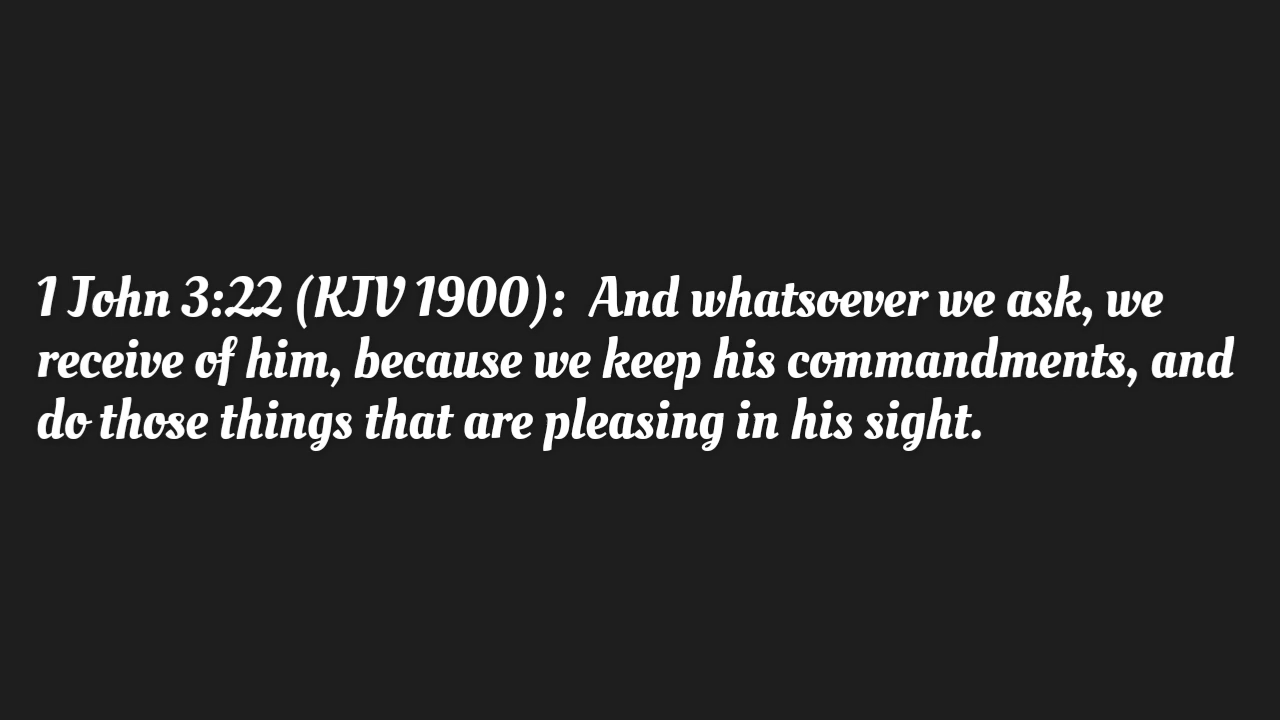 1 John 3:22 (KJV 1900):  And whatsoever we ask, we
receive of him, because we keep his commandments, and
do those things that are pleasing in his sight.